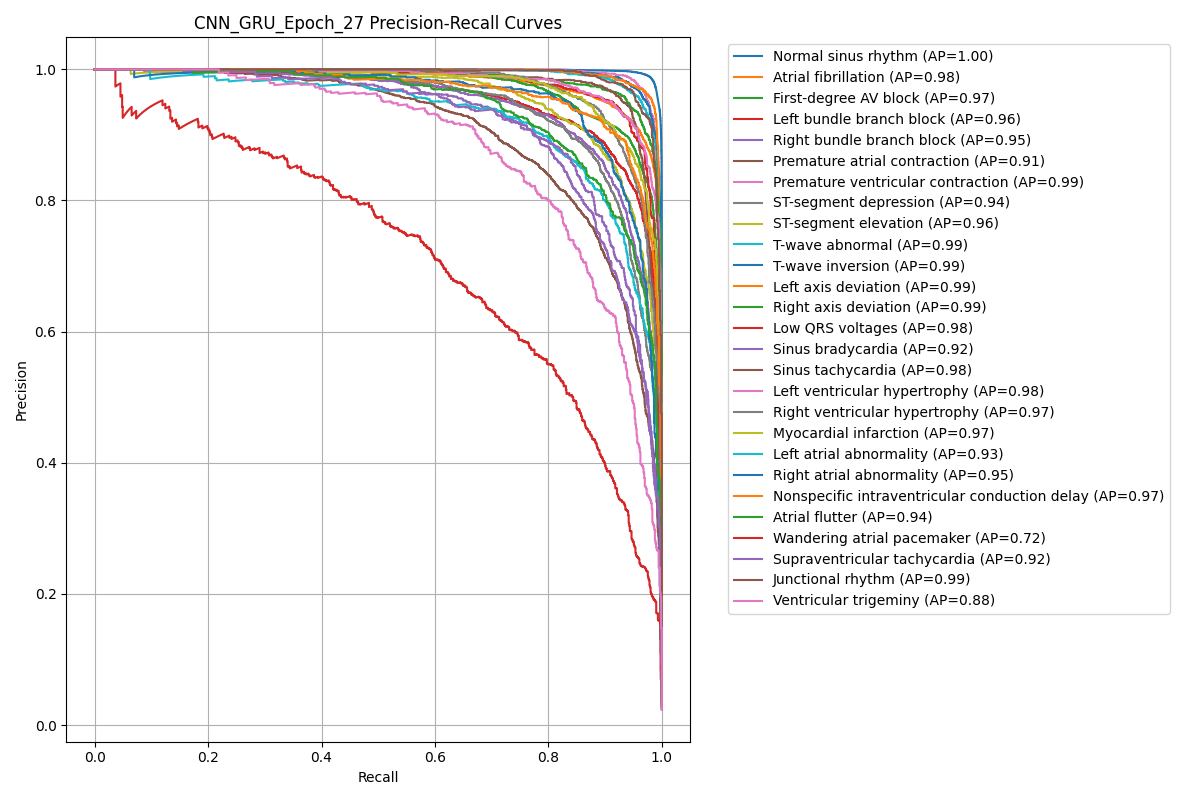 CNN_GRU_Epoch_27 Precision-Recall Curves
Normal sinus rhythm (AP=1.00)
Atrial fibrillation (AP=0.98)
First-degree AV block (AP=0.97)
Left bundle branch block (AP=0.96)
Right bundle branch block (AP=0.95)
Premature atrial contraction (AP=0.91)
Premature ventricular contraction (AP=0.99)
ST-segment depression (AP=0.94)
ST-segment elevation (AP=0.96)
T-wave abnormal (AP=0.99)
T-wave inversion (AP=0.99)
Left axis deviation (AP=0.99)
Right axis deviation (AP=0.99)
Low QRS voltages (AP=0.98)
Sinus bradycardia (AP=0.92)
Sinus tachycardia (AP=0.98)
Left ventricular hypertrophy (AP=0.98)
Right ventricular hypertrophy (AP=0.97)
Myocardial infarction (AP=0.97)
Left atrial abnormality (AP=0.93)
Right atrial abnormality (AP=0.95)
Nonspecific intraventricular conduction delay (AP=0.97)
Atrial flutter (AP=0.94)
Wandering atrial pacemaker (AP=0.72)
Supraventricular tachycardia (AP=0.92)
Junctional rhythm (AP=0.99)
Ventricular trigeminy (AP=0.88)
Precision
1.0
0.8
0.6
0.4
0.2
0.0
0.0 0.2 0.4 0.6 0.8 1.0
Recall